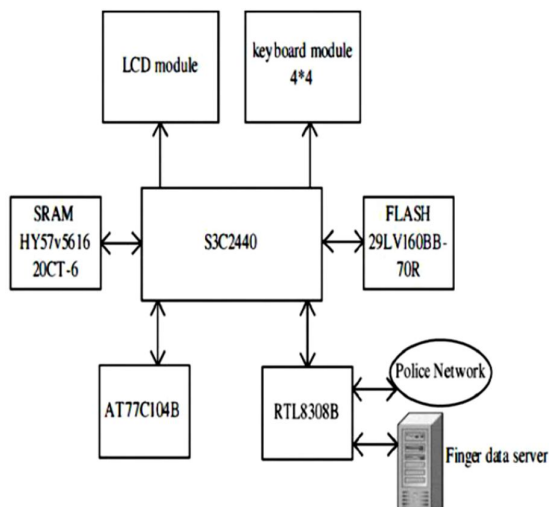 LCD module
keyboard module
4*4
SRAM
HY57v5616
20CT-6
S3C2440
FLASH
29LV160BB-
70R
AT77C104B
RTL8308B
Police Network
Finger data server